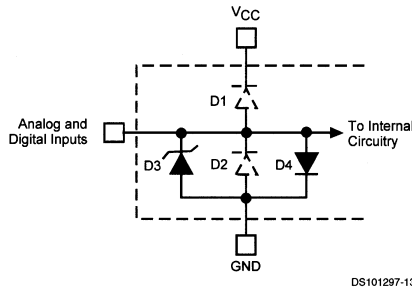 VCC
D1
Analog and
Digital Inputs
To Internal
Circuitry
D3
D2
D4
GND
DS101297-13